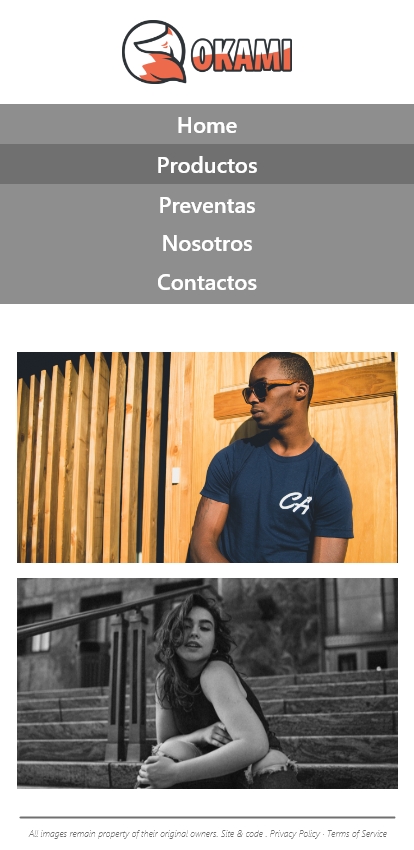 OKAMI
Home
Productos
Preventas
Nosotros
Contactos
CA
All images remain property of their original owners. Site & code . Privacy Policy · Terms of Service